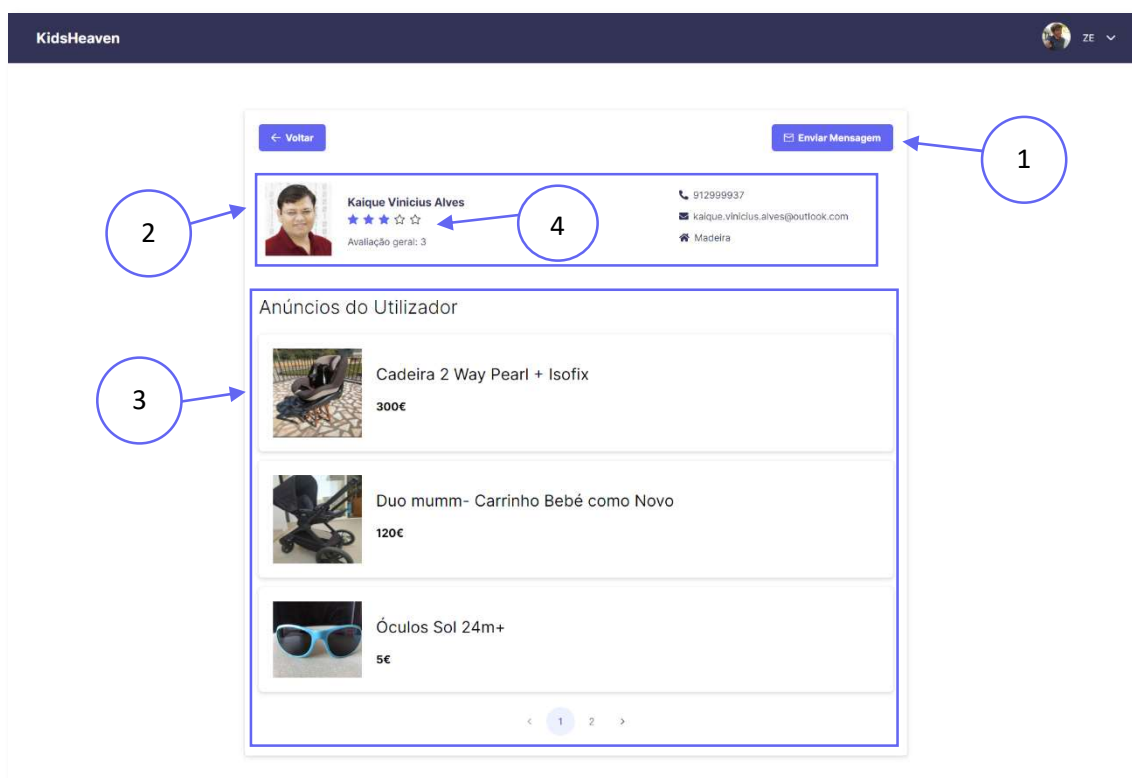 KidsHeaven
ZE
Voltar
Enviar Mensagem
1
2
Kaique Vinicius Alves
4
Avaliação geral: 3
912999937
kaique.vinicius.alves@outlook.com
Madeira
Anúncios do Utilizador
3
Cadeira 2 Way Pearl + Isofix
300€
Duo mumm- Carrinho Bebé como Novo
120€
Óculos Sol 24m+
5€
< 1 2 >